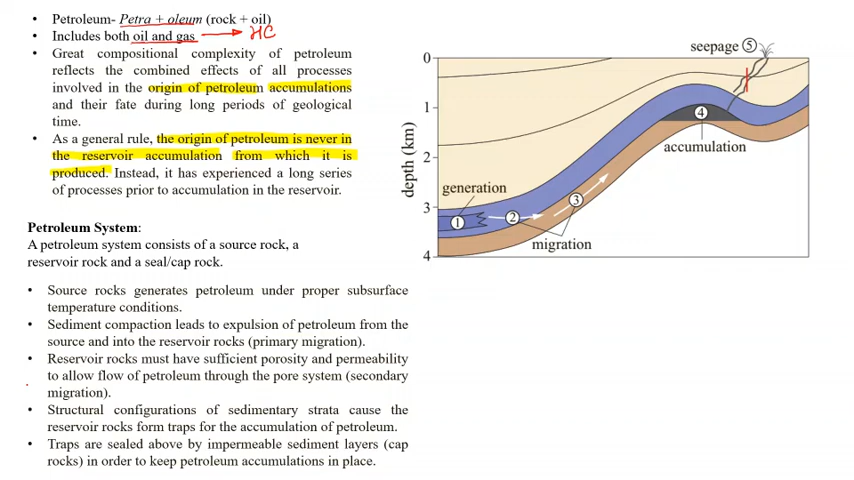 • Petroleum- Petra + oleum (rock + oil)
• Includes both oil and gas → HC
• Great compositional complexity of petroleum
reflects the combined effects of all processes
involved in the origin of petroleum accumulations
and their fate during long periods of geological
time.
• As a general rule, the origin of petroleum is never in
the reservoir accumulation from which it is
produced. Instead, it has experienced a long series
of processes prior to accumulation in the reservoir.
Petroleum System:
A petroleum system consists of a source rock, a
reservoir rock and a seal/cap rock.
• Source rocks generates petroleum under proper subsurface
temperature conditions.
• Sediment compaction leads to expulsion of petroleum from the
source and into the reservoir rocks (primary migration).
• Reservoir rocks must have sufficient porosity and permeability
to allow flow of petroleum through the pore system (secondary
migration).
• Structural configurations of sedimentary strata cause the
reservoir rocks form traps for the accumulation of petroleum.
• Traps are sealed above by impermeable sediment layers (cap
rocks) in order to keep petroleum accumulations in place.
seepage 5
0
1
2
3
4
depth (km)
4
accumulation
generation
1
2
3
migration